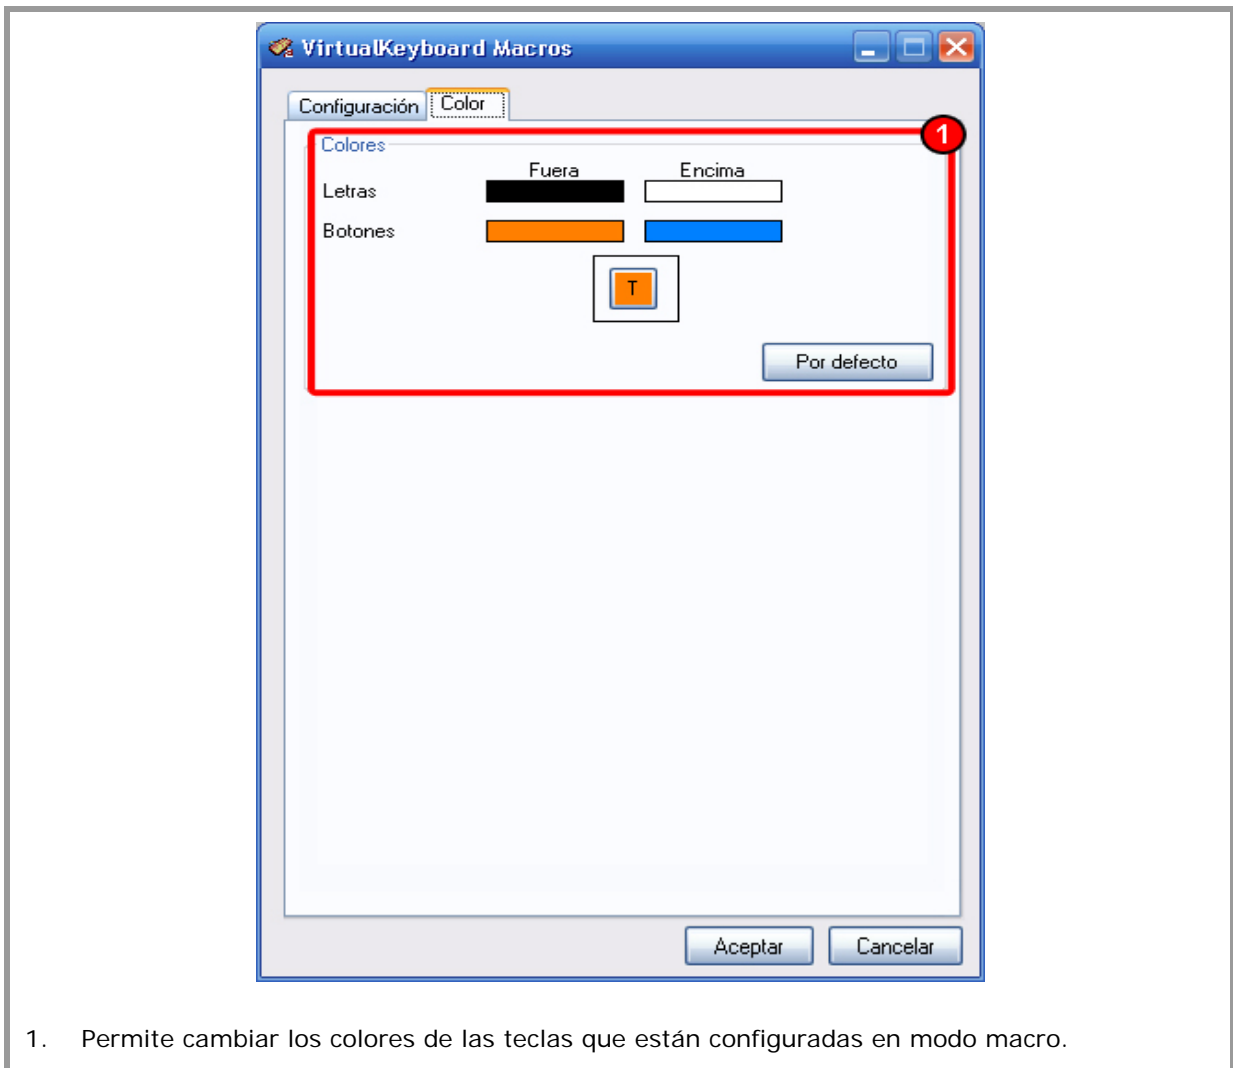 VirtualKeyboard Macros
Configuración Color
1
Colores
Fuera Encima
Letras
Botones
T
Por defecto
Aceptar Cancelar
1. Permite cambiar los colores de las teclas que están configuradas en modo macro.